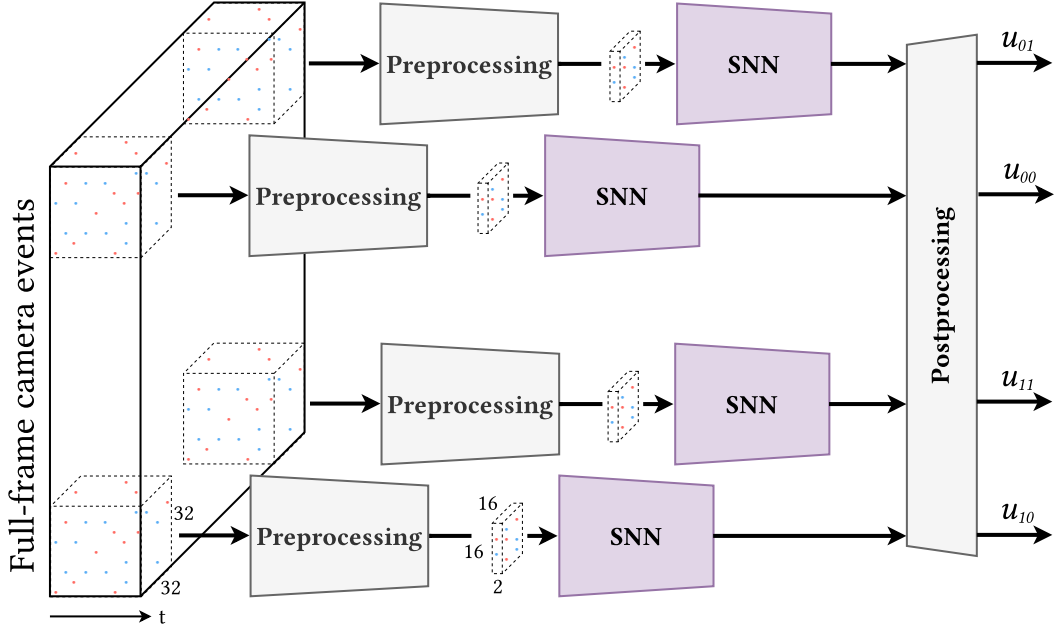 Full-frame camera events
Preprocessing
SNN
u01
Preprocessing
SNN
u00
Postprocessing
Preprocessing
SNN
u11
32
32
Preprocessing
16
16
2
SNN
u10
t